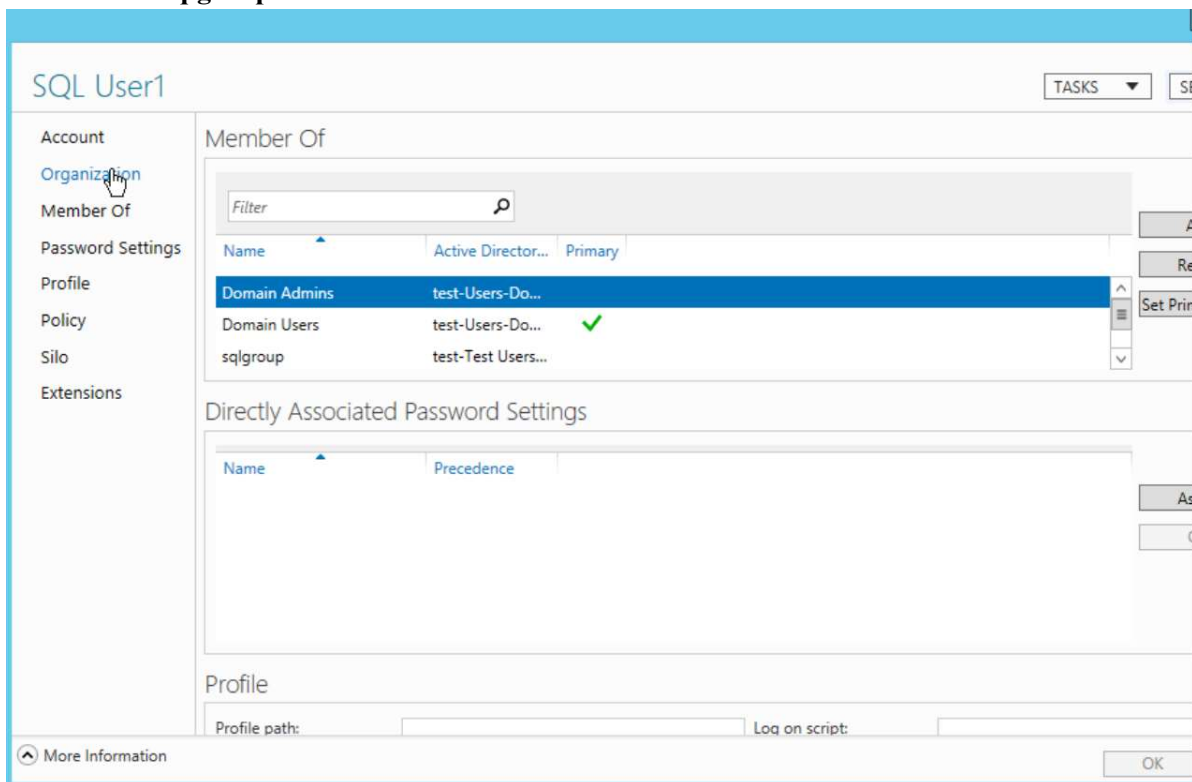 SQL User1
TASKS
Account
Organization
Member Of
Password Settings
Profile
Policy
Silo
Extensions
Member Of
Filter
Name Active Director... Primary
Domain Admins test-Users-Do...
Domain Users test-Users-Do...
sqlgroup test-Test Users...
Set Prin
Directly Associated Password Settings
Name Precedence
Profile
Profile path: Log on script:
More Information
OK